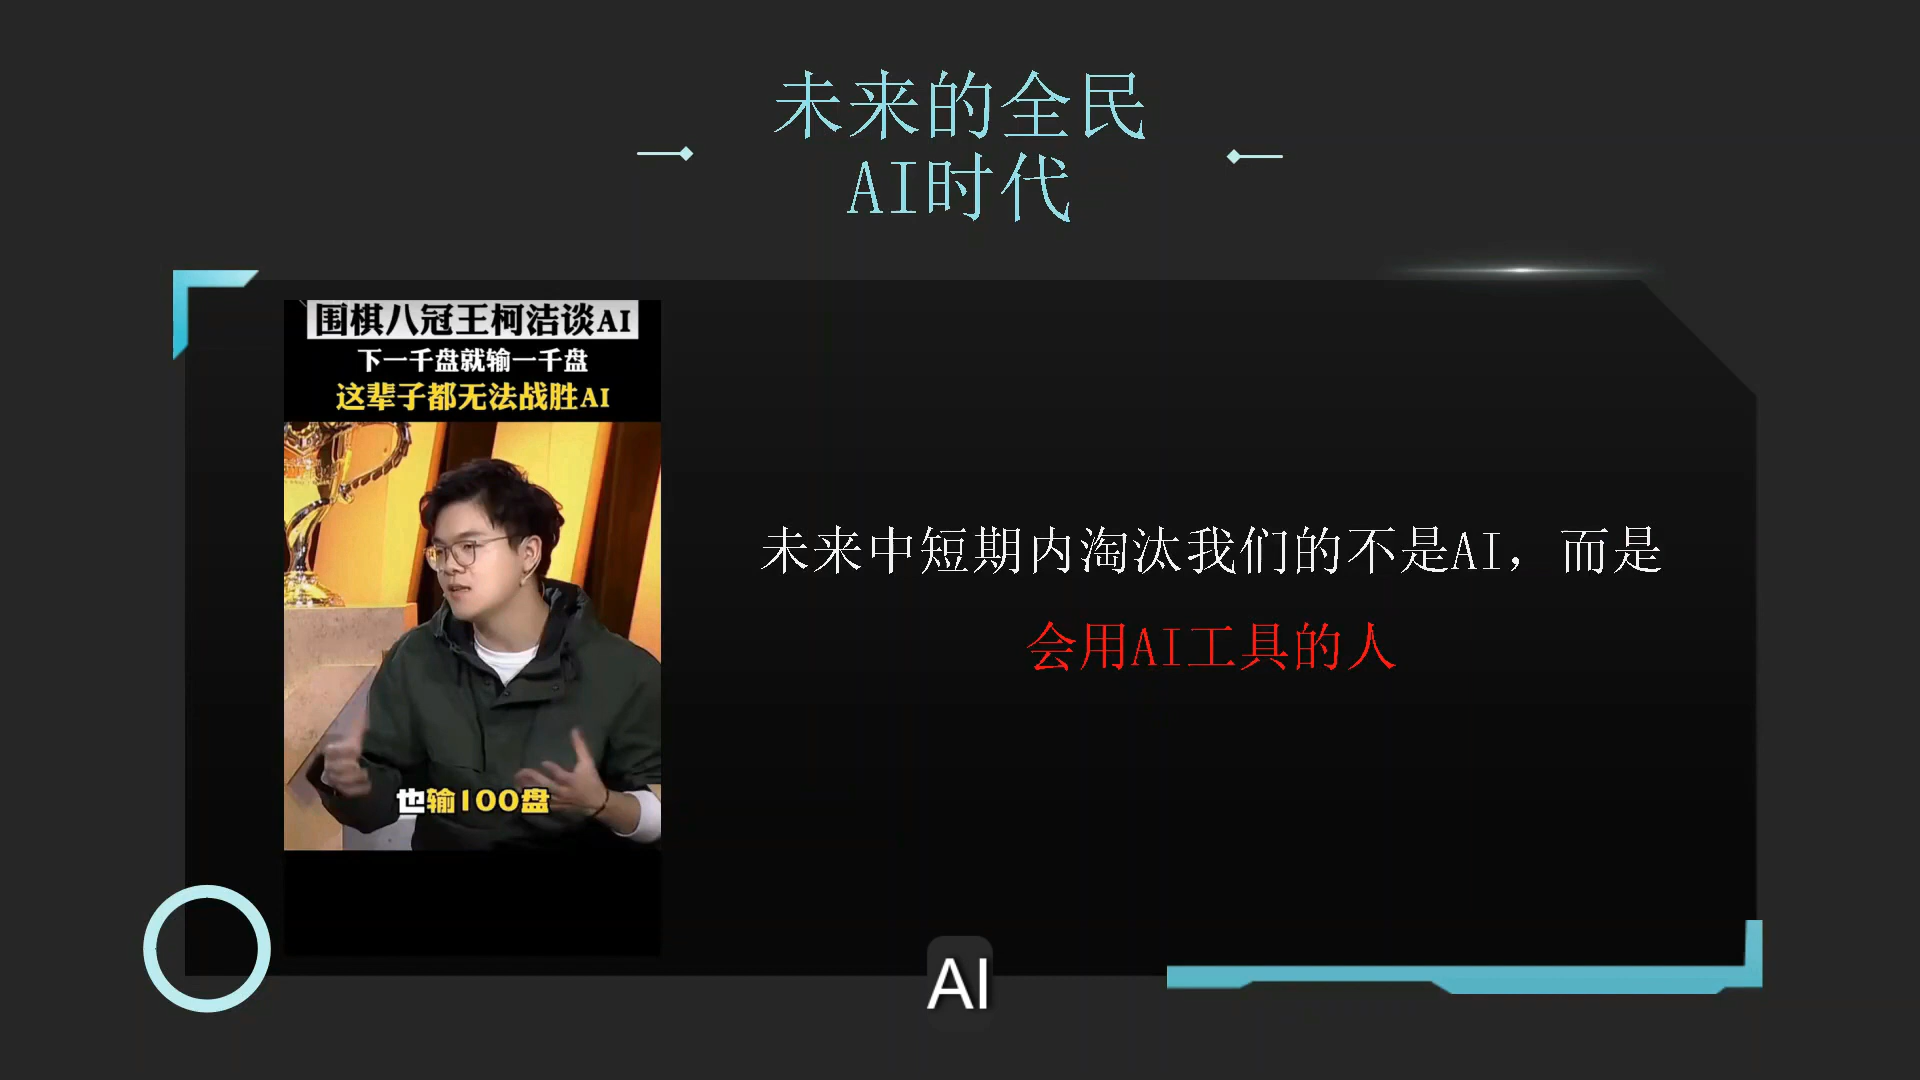 未来的全民
AI时代
围棋八冠王柯洁谈AI
下一千盘就输一千盘
这辈子都无法战胜AI
也输100盘
未来中短期内淘汰我们的不是AI，而是
会用AI工具的人
AI